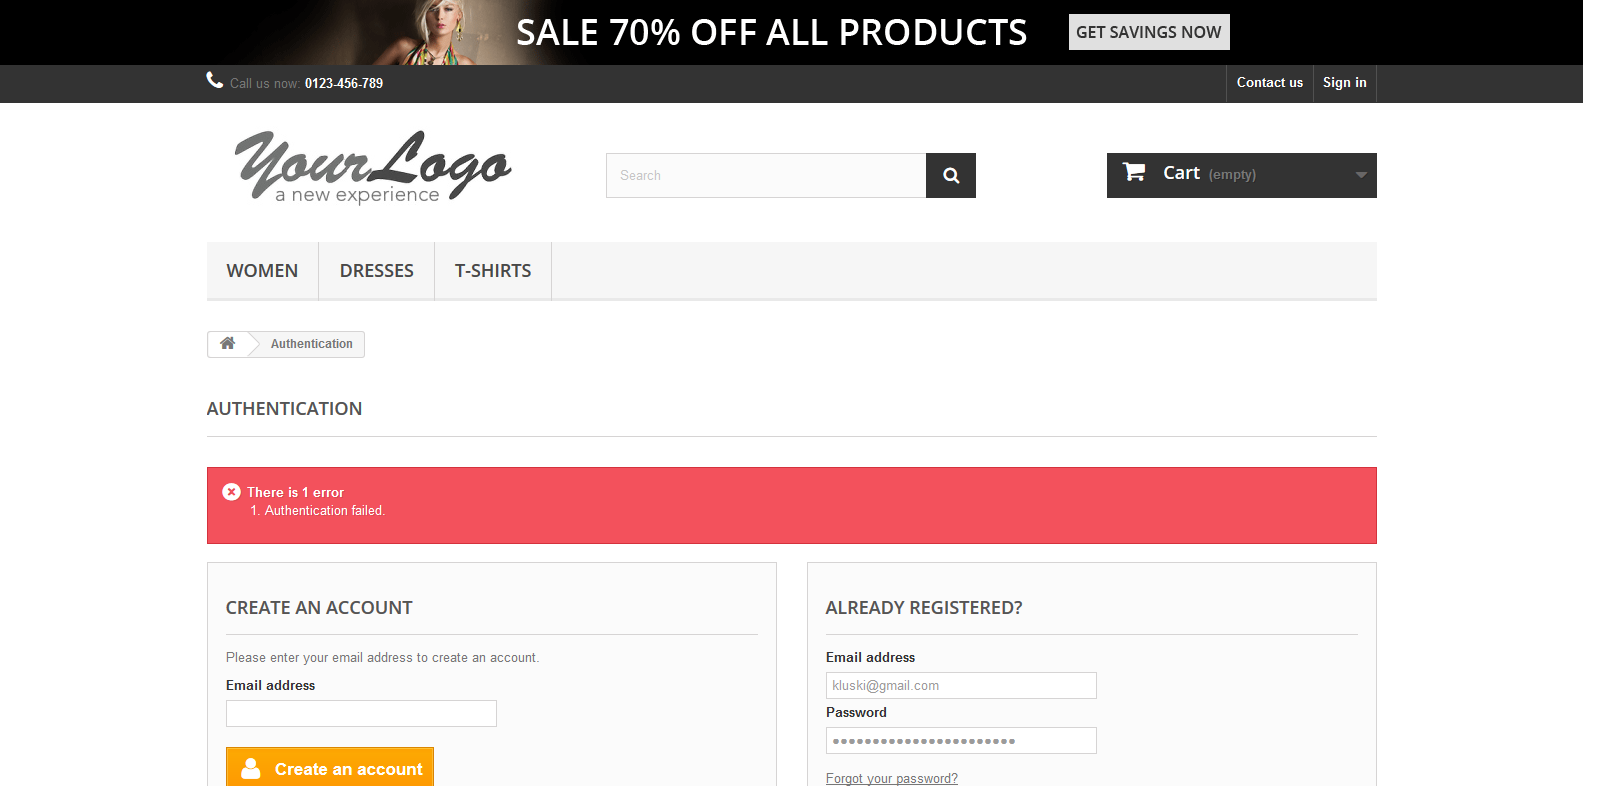 SALE 70% OFF ALL PRODUCTS
GET SAVINGS NOW
Call us now: 0123-456-789
Contact us
Sign in
Your Logo
a new experience
Search
Cart (empty)
WOMEN
DRESSES
T-SHIRTS
Authentication
AUTHENTICATION
There is 1 error
1. Authentication failed.
CREATE AN ACCOUNT
Please enter your email address to create an account.
Email address
Create an account
ALREADY REGISTERED?
Email address
kluski@gmail.com
Password
•••••••••••••••••••••••
Forgot your password?